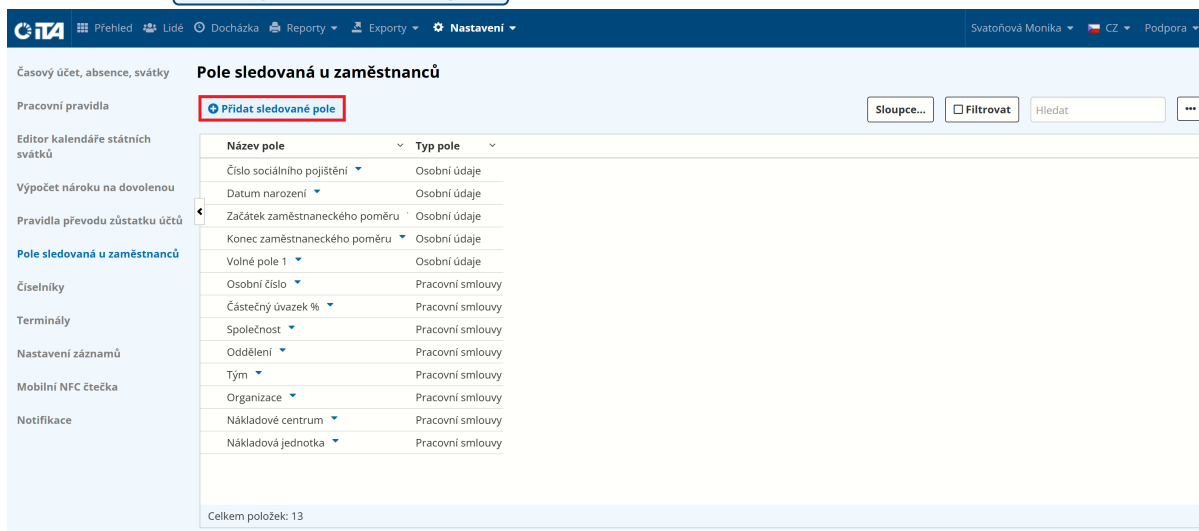 ITA Přehled Lidé Docházka Reporty Exporty Nastavení Svatoňová Monika CZ Podpora
Časový účet, absence, svátky
Pracovní pravidla
Editor kalendáře státních
svátků
Výpočet nároku na dovolenou
Pravidla převodu zůstatku účtů
Pole sledovaná u zaměstnanců
Číselníky
Terminály
Nastavení záznamů
Mobilní NFC čtečka
Notifikace
Pole sledovaná u zaměstnanců
Přidat sledované pole Sloupce... Filtrovat Hledat ...
Název pole Typ pole
Číslo sociálního pojištění Osobní údaje
Datum narození Osobní údaje
Začátek zaměstnaneckého poměru Osobní údaje
Konec zaměstnaneckého poměru Osobní údaje
Volné pole 1 Osobní údaje
Osobní číslo Pracovní smlouvy
Částečný úvazek % Pracovní smlouvy
Společnost Pracovní smlouvy
Oddělení Pracovní smlouvy
Tým Pracovní smlouvy
Organizace Pracovní smlouvy
Nákladové centrum Pracovní smlouvy
Nákladová jednotka Pracovní smlouvy
Celkem položek: 13